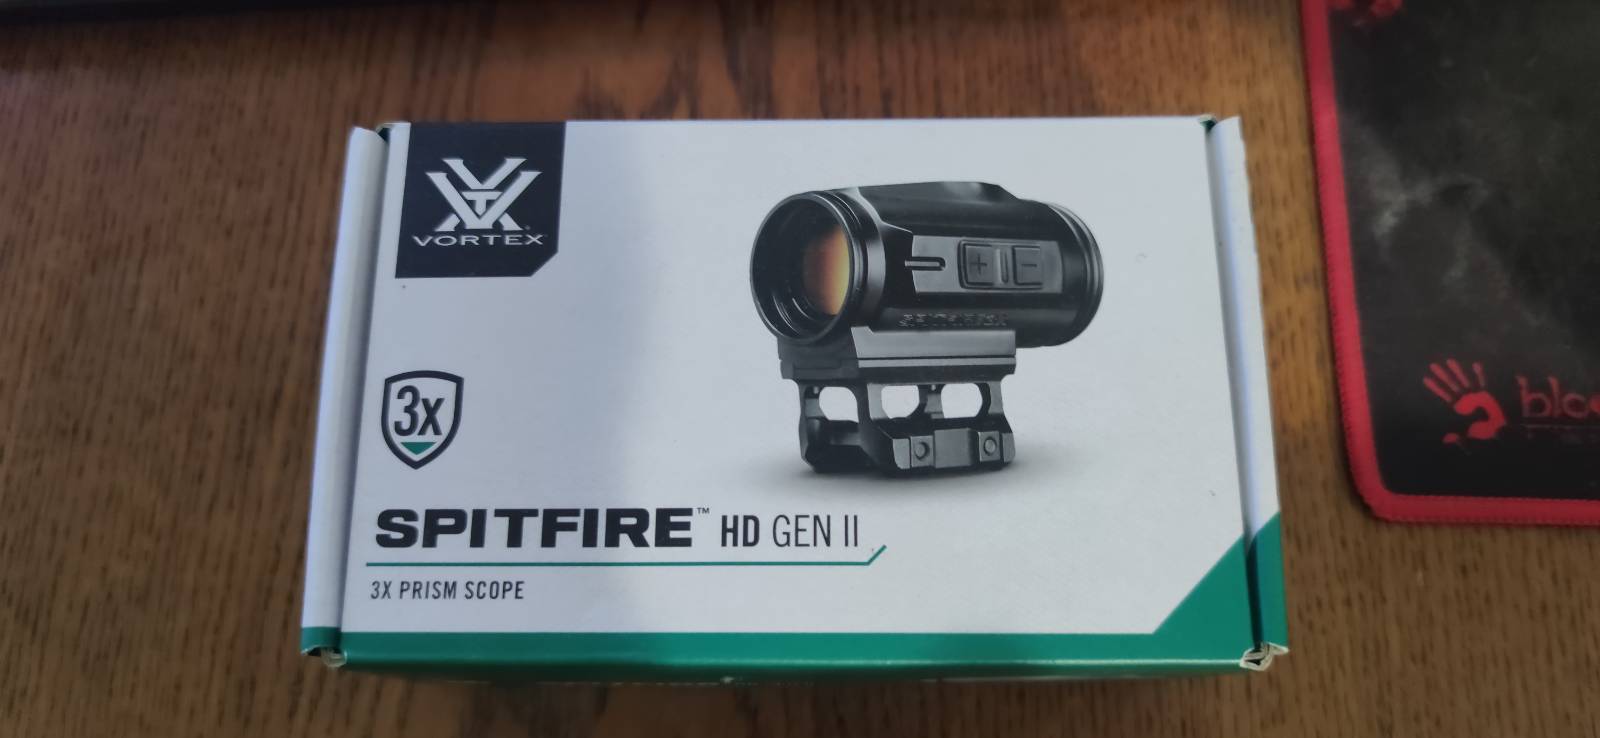 VORTEX
3x
SPITFIRE™ HD GEN II
3X PRISM SCOPE
+ -